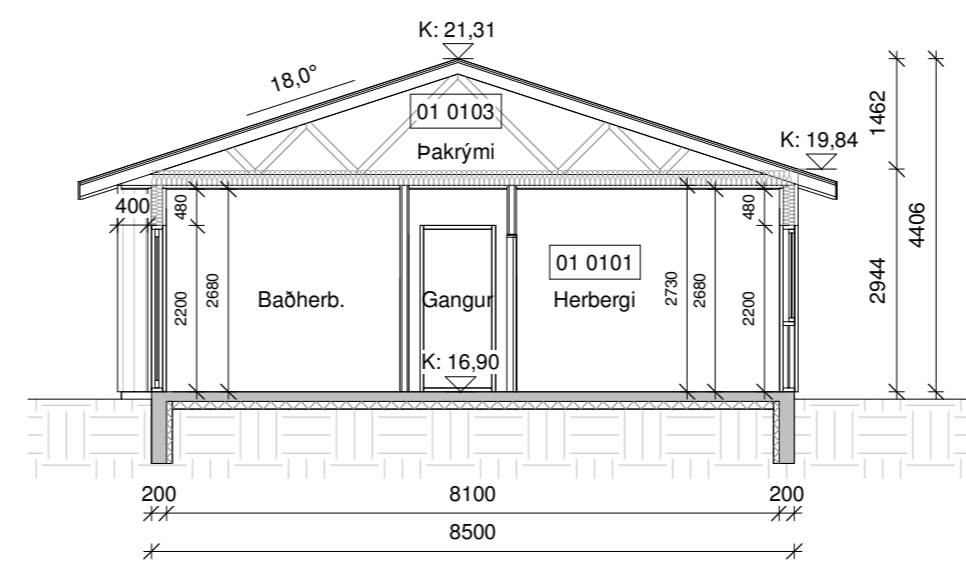 K: 21,31
18,0°
01 0103
Þakrými
K: 19,84
1462
400
480
480
4406
2944
2200
2680
Baðherb.
Gangur
01 0101
Herbergi
2730
2680
2200
K: 16,90
200
8100
200
8500